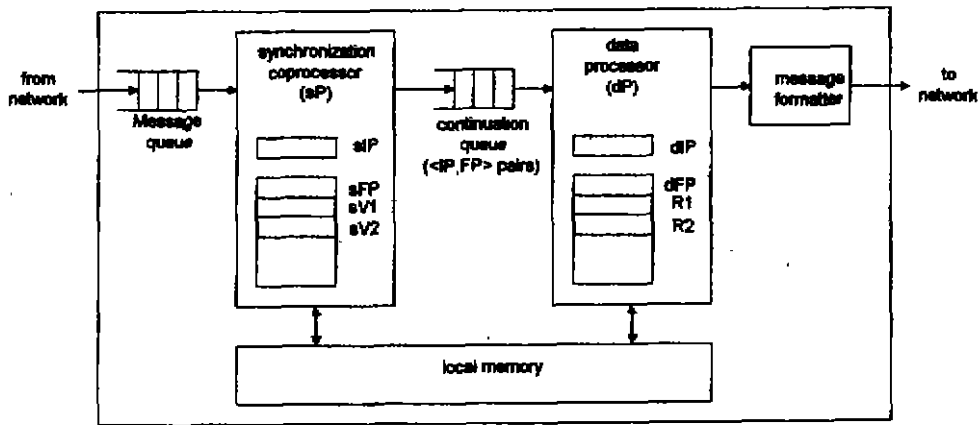 from
network
Message
queue
synchronization
coprocessor
(sP)
sIP
sFP
sV1
sV2
continuation
queue
(<IP,FP> pairs)
data
processor
(dP)
dIP
dFP
R1
R2
message
formatter
to
network
local memory